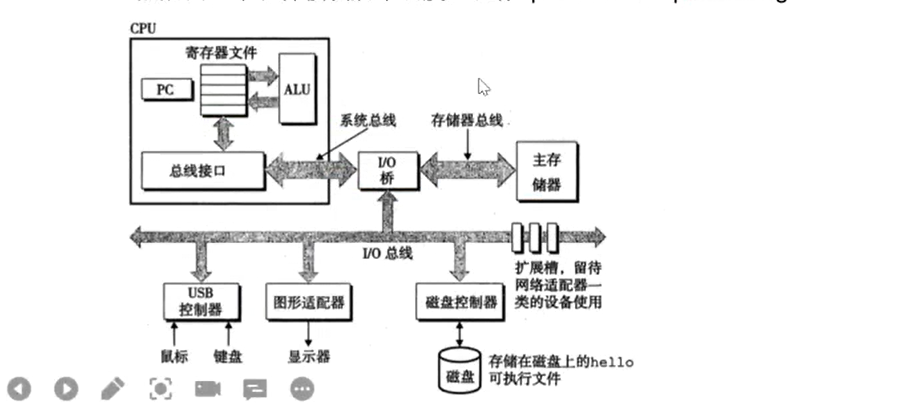 CPU
寄存器文件
PC
ALU
系统总线
存储器总线
总线接口
I/O
桥
主存
储器
I/O 总线
扩展槽，留待
网络适配器一
类的设备使用
USB
控制器
图形适配器
磁盘控制器
鼠标
键盘
显示器
磁盘
存储在磁盘上的hello
可执行文件